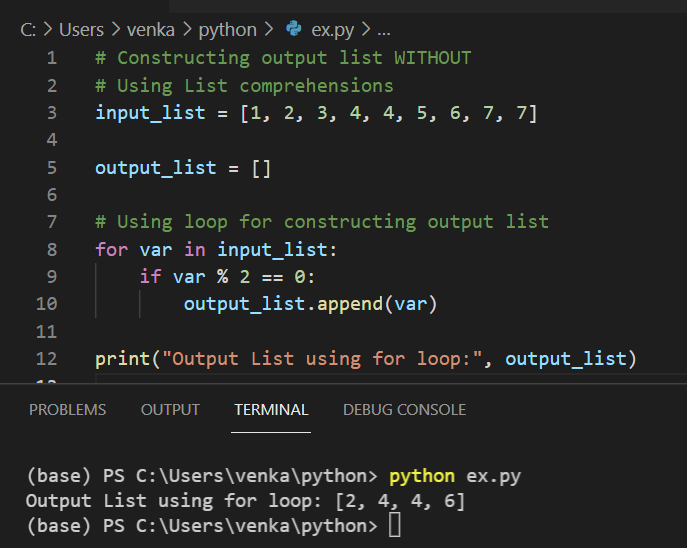 C: > Users > venka > python > ex.py > ...
1 # Constructing output list WITHOUT
2 # Using List comprehensions
3 input_list = [1, 2, 3, 4, 4, 5, 6, 7, 7]
4
5 output_list = []
6
7 # Using loop for constructing output list
8 for var in input_list:
9     if var % 2 == 0:
10         output_list.append(var)
11
12 print("Output List using for loop:", output_list)
PROBLEMS OUTPUT TERMINAL DEBUG CONSOLE
(base) PS C:\Users\venka\python> python ex.py
Output List using for loop: [2, 4, 4, 6]
(base) PS C:\Users\venka\python>